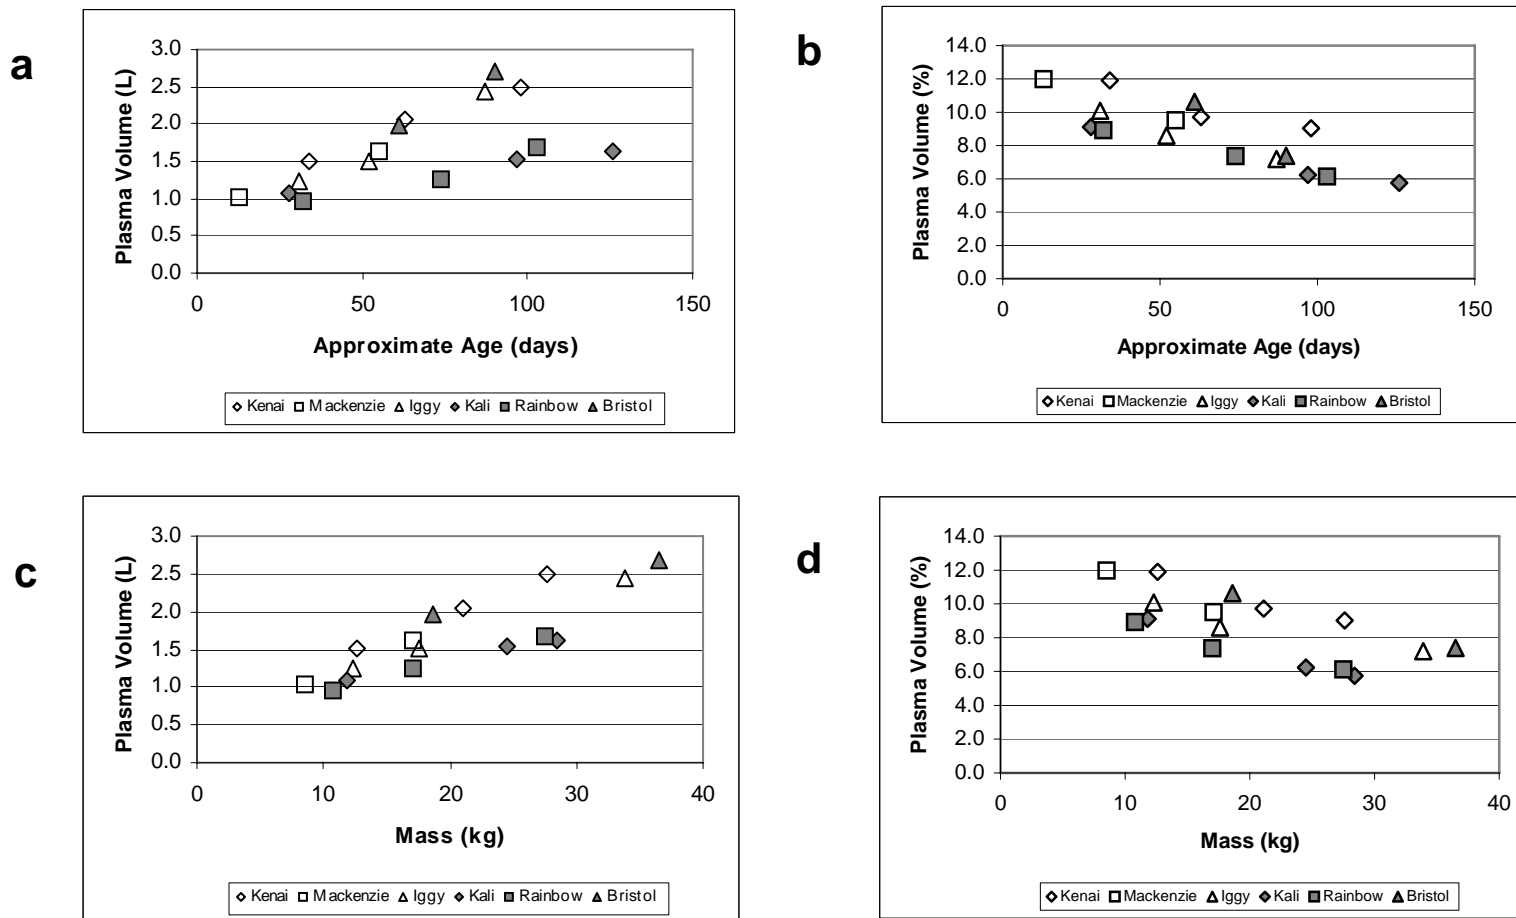 a
3.0
2.5
2.0
1.5
1.0
0.5
0.0
Plasma Volume (L)
0 50 100 150
Approximate Age (days)
Kenai Mackenzie Iggy Kali Rainbow Bristol
b
14.0
12.0
10.0
8.0
6.0
4.0
2.0
0.0
Plasma Volume (%)
0 50 100 150
Approximate Age (days)
Kenai Mackenzie Iggy Kali Rainbow Bristol
c
3.0
2.5
2.0
1.5
1.0
0.5
0.0
Plasma Volume (L)
0 10 20 30 40
Mass (kg)
Kenai Mackenzie Iggy Kali Rainbow Bristol
d
14.0
12.0
10.0
8.0
6.0
4.0
2.0
0.0
Plasma Volume (%)
0 10 20 30 40
Mass (kg)
Kenai Mackenzie Iggy Kali Rainbow Bristol